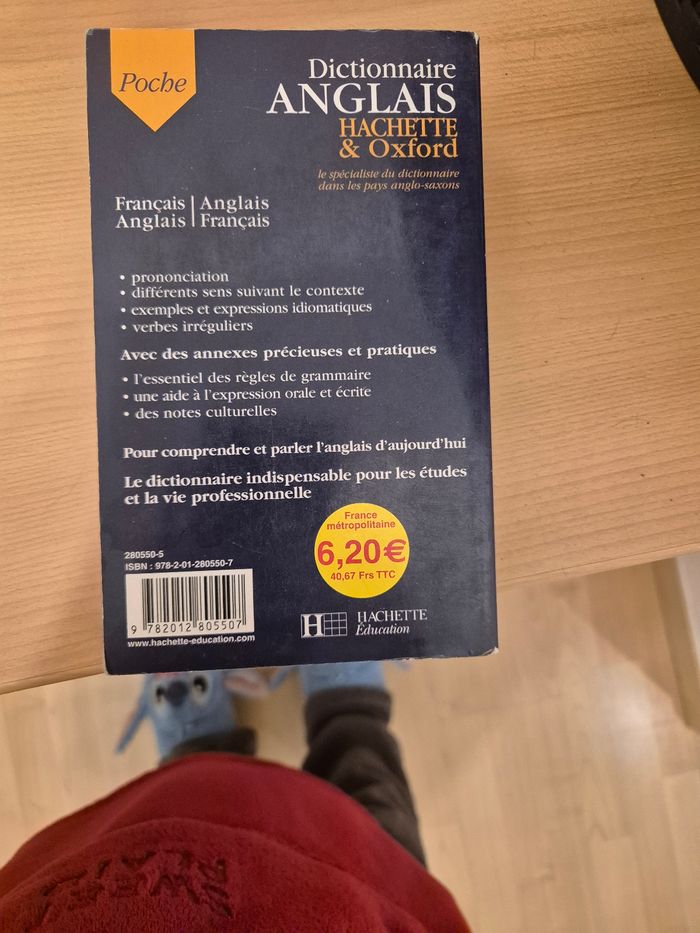 Poche
Dictionnaire
ANGLAIS
HACHETTE
& Oxford
le spécialiste du dictionnaire
dans les pays anglo-saxons
Français | Anglais
Anglais | Français
• prononciation
• différents sens suivant le contexte
• exemples et expressions idiomatiques
• verbes irréguliers
Avec des annexes précieuses et pratiques
• l'essentiel des règles de grammaire
• une aide à l'expression orale et écrite
• des notes culturelles
Pour comprendre et parler l'anglais d'aujourd'hui
Le dictionnaire indispensable pour les études
et la vie professionnelle
France
métropolitaine
6,20€
40,67 Frs TTC
280550-5
ISBN : 978-2-01-280550-7
9 782012 805507
www.hachette-education.com
H
HACHETTE
Éducation